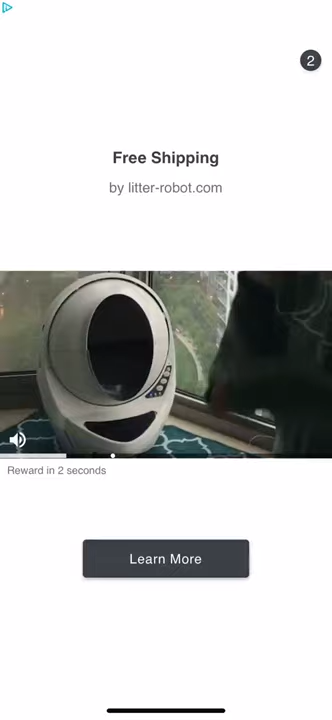 2
Free Shipping
by litter-robot.com
Reward in 2 seconds
Learn More